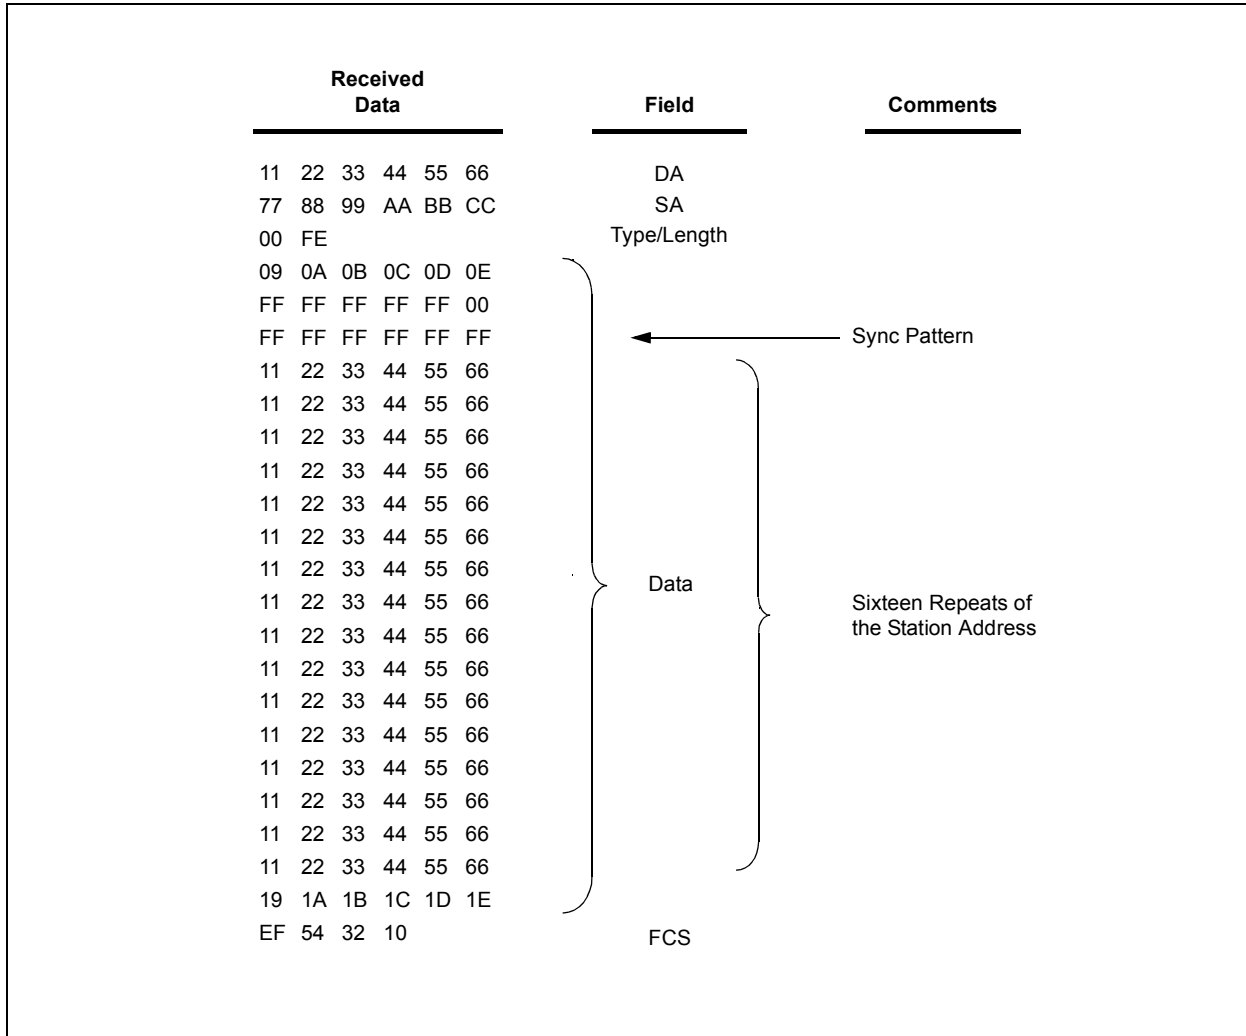 Received
Data Field Comments
11 22 33 44 55 66 DA
77 88 99 AA BB CC SA
00 FE Type/Length
09 0A 0B 0C 0D 0E
FF FF FF FF FF 00
FF FF FF FF FF FF Sync Pattern
11 22 33 44 55 66
11 22 33 44 55 66
11 22 33 44 55 66
11 22 33 44 55 66
11 22 33 44 55 66
11 22 33 44 55 66
11 22 33 44 55 66 Data
11 22 33 44 55 66 Sixteen Repeats of
11 22 33 44 55 66 the Station Address
11 22 33 44 55 66
11 22 33 44 55 66
11 22 33 44 55 66
11 22 33 44 55 66
11 22 33 44 55 66
11 22 33 44 55 66
11 22 33 44 55 66
19 1A 1B 1C 1D 1E
EF 54 32 10 FCS